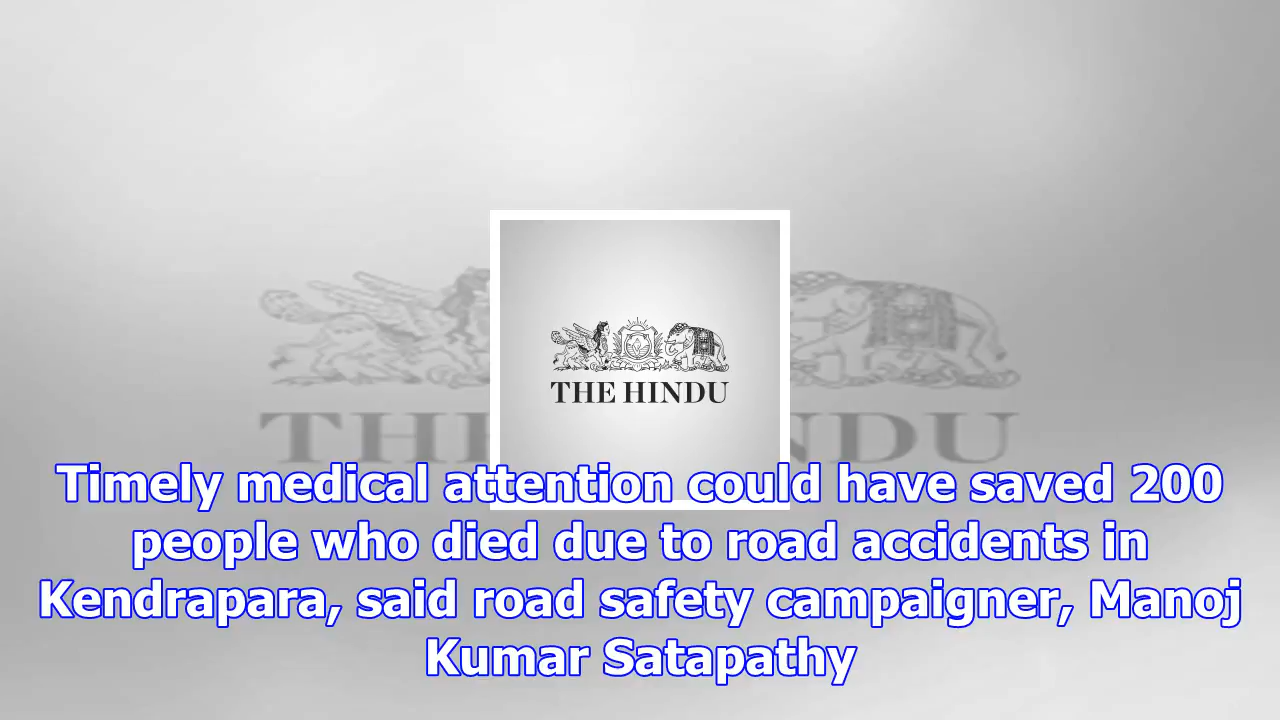 THE HINDU
Timely medical attention could have saved 200
people who died due to road accidents in
Kendrapara, said road safety campaigner, Manoj
Kumar Satapathy